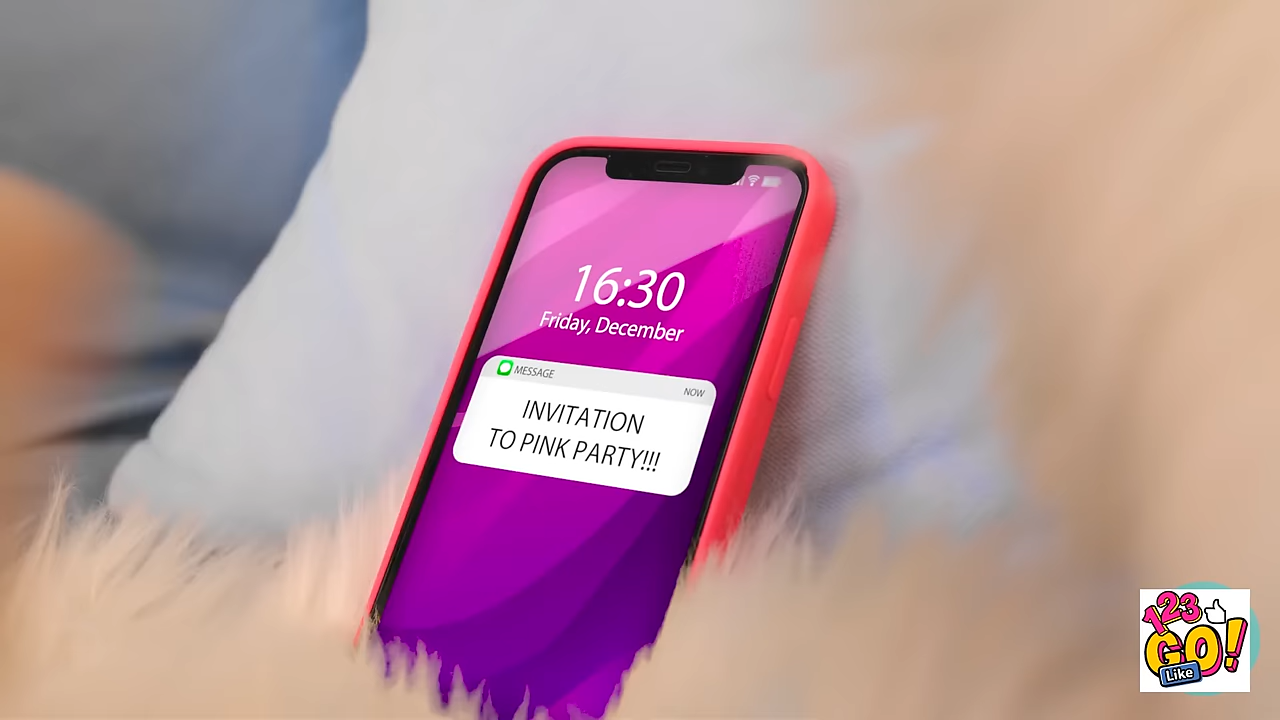 16:30
Friday, December
MESSAGE
NOW
INVITATION
TO PINK PARTY!!!
123
GO!
Like